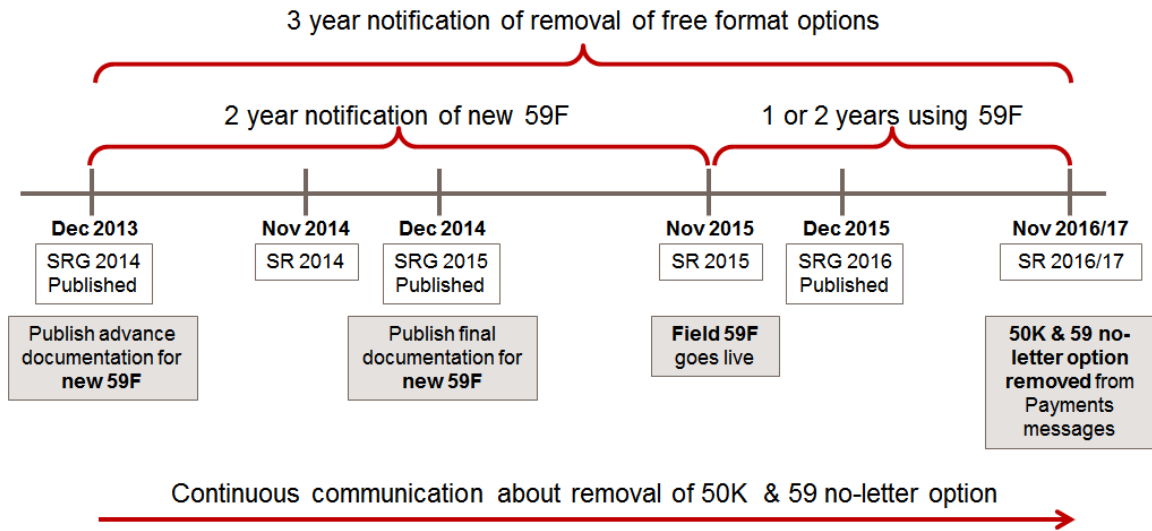 3 year notification of removal of free format options
2 year notification of new 59F
1 or 2 years using 59F
Dec 2013
SRG 2014
Published
Publish advance
documentation for
new 59F
Nov 2014
SR 2014
Dec 2014
SRG 2015
Published
Publish final
documentation for
new 59F
Nov 2015
SR 2015
Field 59F
goes live
Dec 2015
SRG 2016
Published
Nov 2016/17
SR 2016/17
50K & 59 no-
letter option
removed from
Payments
messages
Continuous communication about removal of 50K & 59 no-letter option